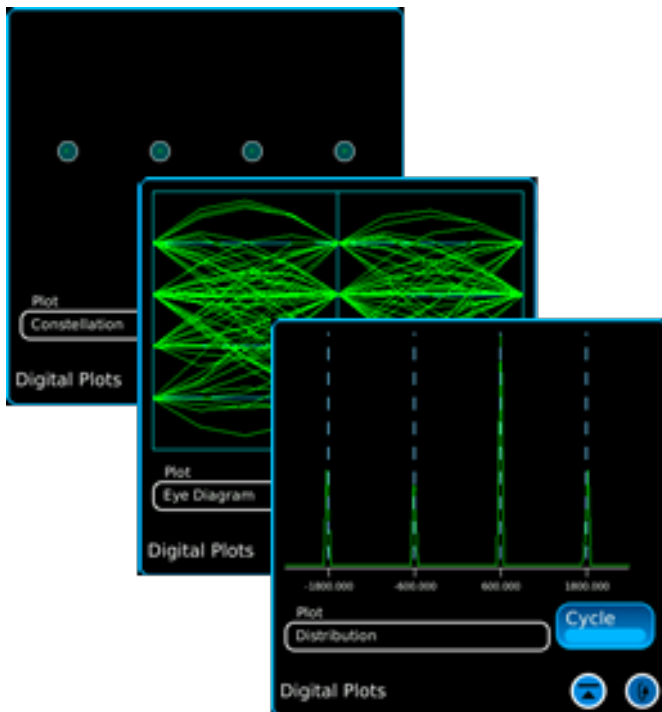 Plot
Constellation
Digital Plots
Plot
Eye Diagram
Digital Plots
-1800.000 -600.000 600.000 1800.000
Plot
Distribution
Cycle
Digital Plots